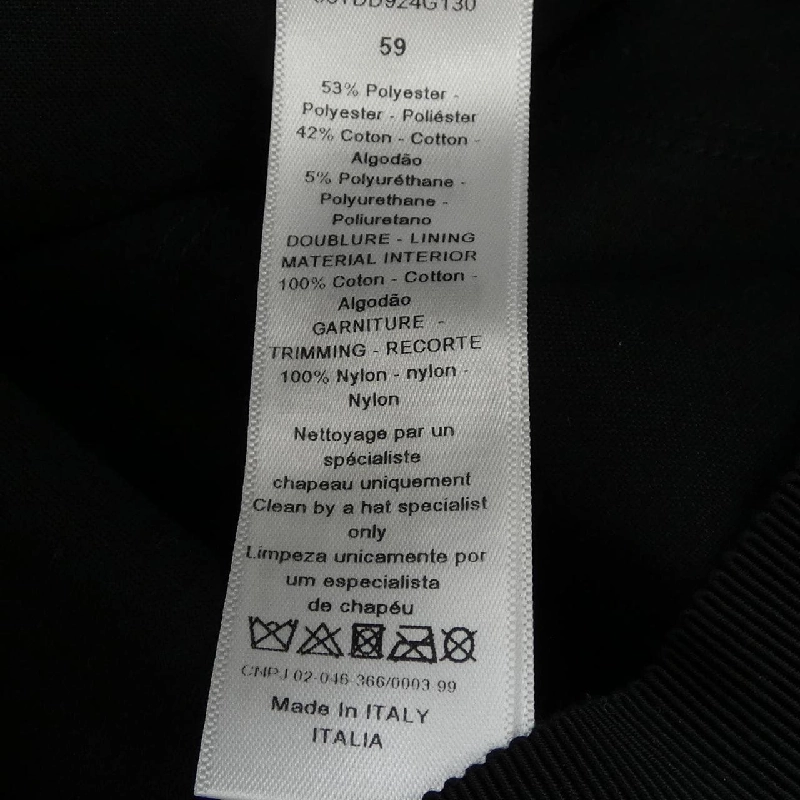 59
53% Polyester -
Polyester - Poliéster
42% Coton - Cotton -
Algodão
5% Polyuréthane -
Polyurethane -
Poliuretano
DOUBLURE - LINING
MATERIAL INTERIOR
100% Coton - Cotton -
Algodão
GARNITURE -
TRIMMING - RECORTE
100% Nylon - nylon -
Nylon
Nettoyage par un
spécialiste
chapeau uniquement
Clean by a hat specialist
only
Limpeza unicamente por
um especialista
de chapéu
CNPJ 02-046-366/0003-99
Made In ITALY
ITALIA